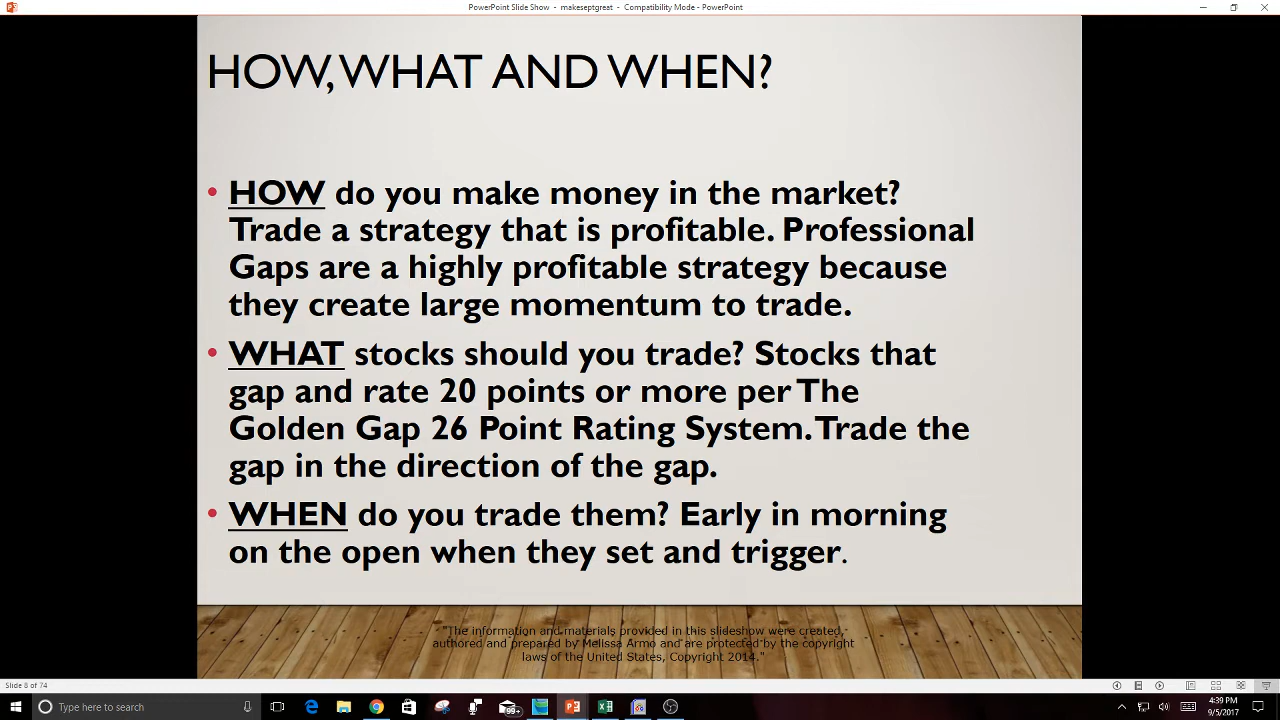 PowerPoint Slide Show - makeseptgreat - Compatibility Mode - PowerPoint
HOW, WHAT AND WHEN?
• HOW do you make money in the market?
Trade a strategy that is profitable. Professional
Gaps are a highly profitable strategy because
they create large momentum to trade.
• WHAT stocks should you trade? Stocks that
gap and rate 20 points or more per The
Golden Gap 26 Point Rating System. Trade the
gap in the direction of the gap.
• WHEN do you trade them? Early in morning
on the open when they set and trigger.
"The information and materials provided in this slideshow were created,
authored and prepared by Melissa Armo and are protected by the copyright
laws of the United States, Copyright 2014."
Slide 8 of 74
Type here to search
99+
4:39 PM
9/5/2017